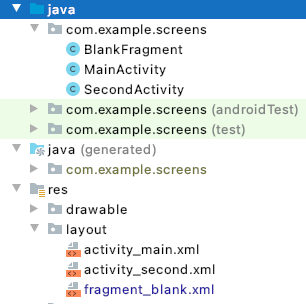 java
com.example.screens
C BlankFragment
C MainActivity
C SecondActivity
com.example.screens (androidTest)
com.example.screens (test)
java (generated)
com.example.screens
res
drawable
layout
activity_main.xml
activity_second.xml
fragment_blank.xml